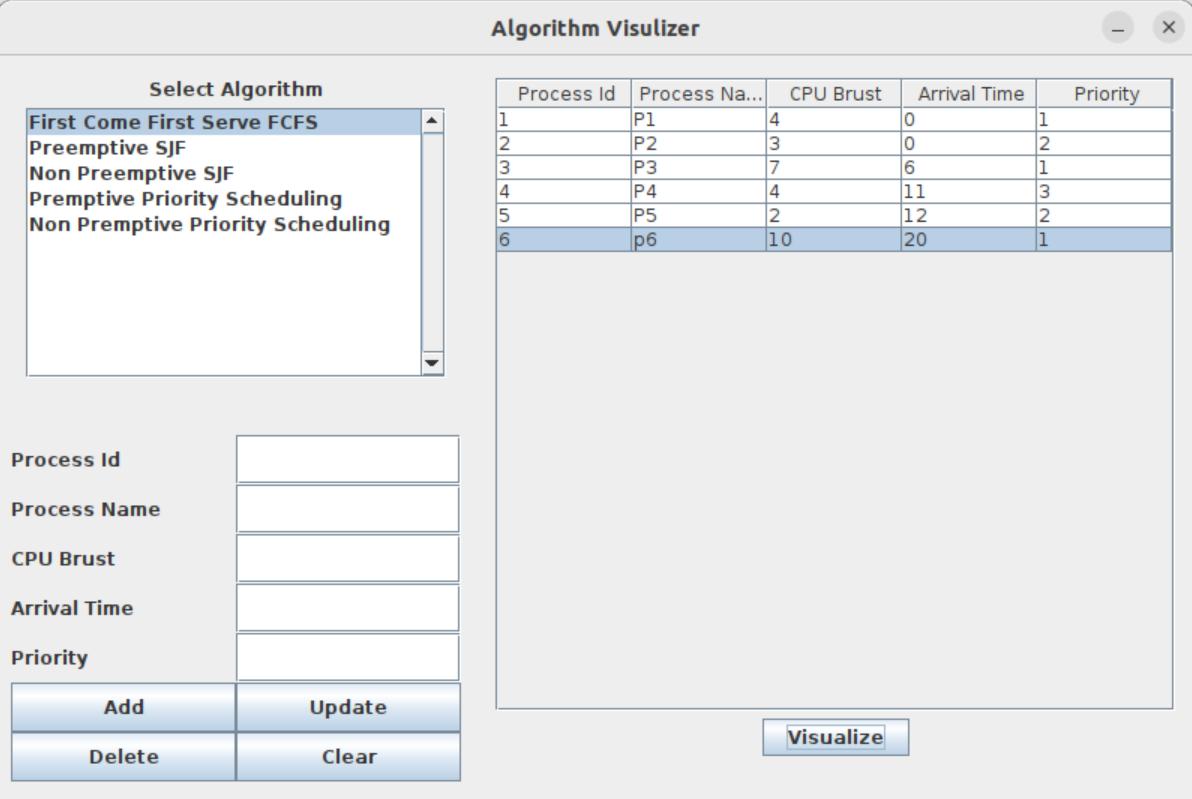 Algorithm Visulizer
Select Algorithm
First Come First Serve FCFS
Preemptive SJF
Non Preemptive SJF
Premptive Priority Scheduling
Non Premptive Priority Scheduling
Process Id
Process Name
CPU Brust
Arrival Time
Priority
Add Update
Delete Clear
Process Id Process Na... CPU Brust Arrival Time Priority
1 P1 4 0 1
2 P2 3 0 2
3 P3 7 6 1
4 P4 4 11 3
5 P5 2 12 2
6 p6 10 20 1
Visualize